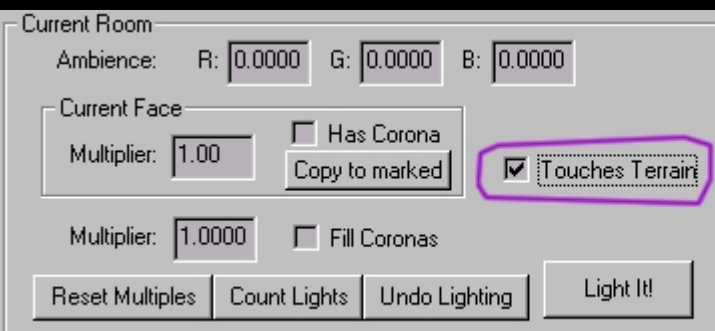 Current Room
Ambience: R: 0.0000 G: 0.0000 B: 0.0000
Current Face
Has Corona
Multiplier: 1.00
Copy to marked
Touches Terrain
Multiplier: 1.0000 Fill Coronas
Reset Multiples Count Lights Undo Lighting Light It!